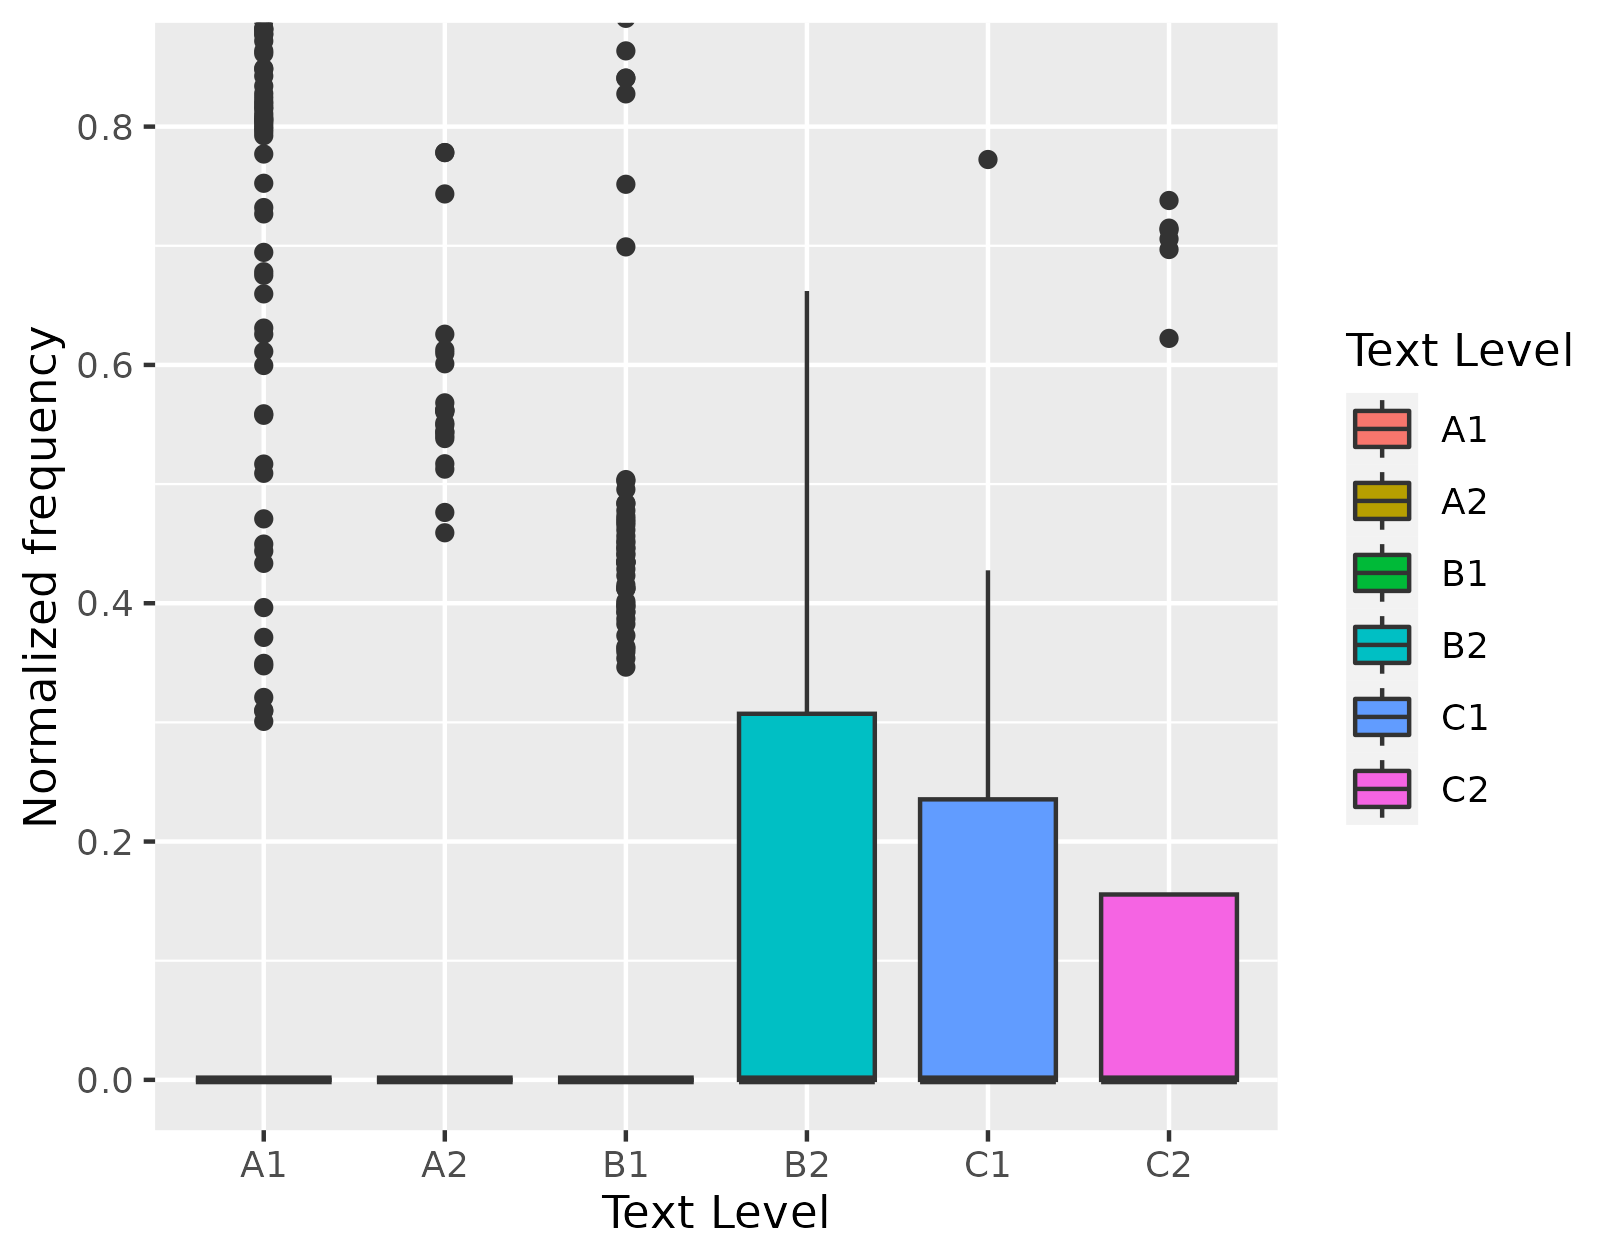 Normalized frequency
0.8
0.6
0.4
0.2
0.0
A1 A2 B1 B2 C1 C2
Text Level
Text Level
A1
A2
B1
B2
C1
C2